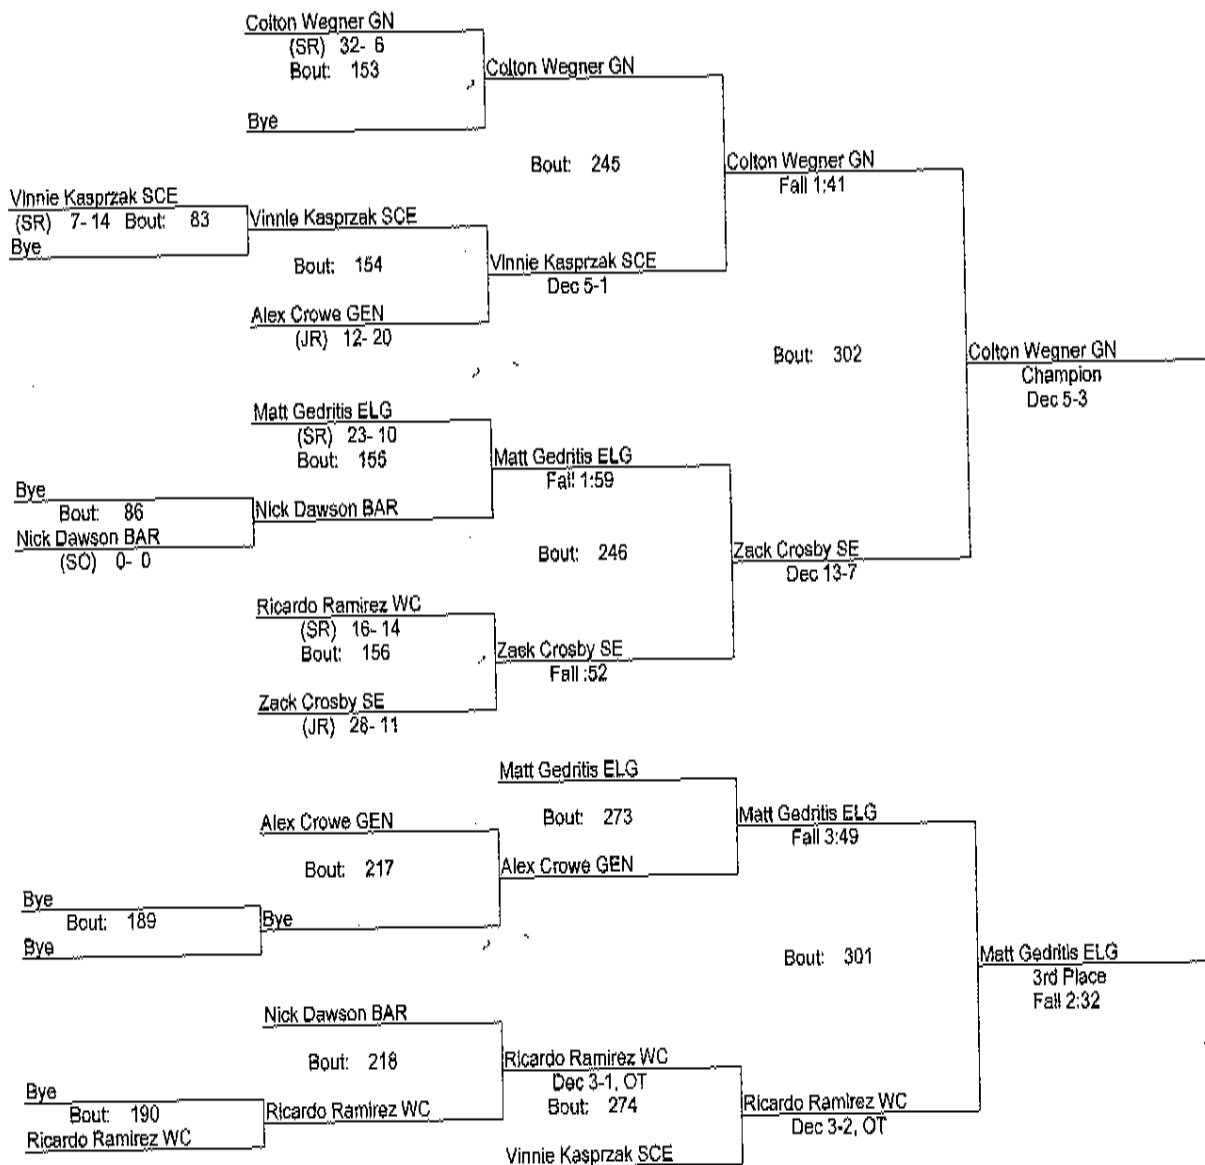 Colton Wegner GN
(SR) 32- 6
Bout: 153
Colton Wegner GN
Bye
Bout: 245
Colton Wegner GN
Fall 1:41
Vinnie Kasprzak SCE
(SR) 7- 14 Bout: 83
Bye
Vinnie Kasprzak SCE
Bout: 154
Vinnie Kasprzak SCE
Dec 5-1
Alex Crowe GEN
(JR) 12- 20
Bout: 302
Colton Wegner GN
Champion
Dec 5-3
Matt Gedritis ELG
(SR) 23- 10
Bout: 155
Matt Gedritis ELG
Fall 1:59
Bye
Bout: 86
Nick Dawson BAR
(SO) 0- 0
Nick Dawson BAR
Bout: 246
Zack Crosby SE
Dec 13-7
Ricardo Ramirez WC
(SR) 16- 14
Bout: 156
Zack Crosby SE
Fall :52
Zack Crosby SE
(JR) 28- 11
Matt Gedritis ELG
Bout: 273
Matt Gedritis ELG
Fall 3:49
Alex Crowe GEN
Bout: 217
Alex Crowe GEN
Bye
Bout: 189
Bye
Bye
Bout: 301
Matt Gedritis ELG
3rd Place
Fall 2:32
Nick Dawson BAR
Bout: 218
Ricardo Ramirez WC
Dec 3-1, OT
Bout: 274
Bye
Bout: 190
Ricardo Ramirez WC
Ricardo Ramirez WC
Ricardo Ramirez WC
Dec 3-2, OT
Vinnie Kasprzak SCE